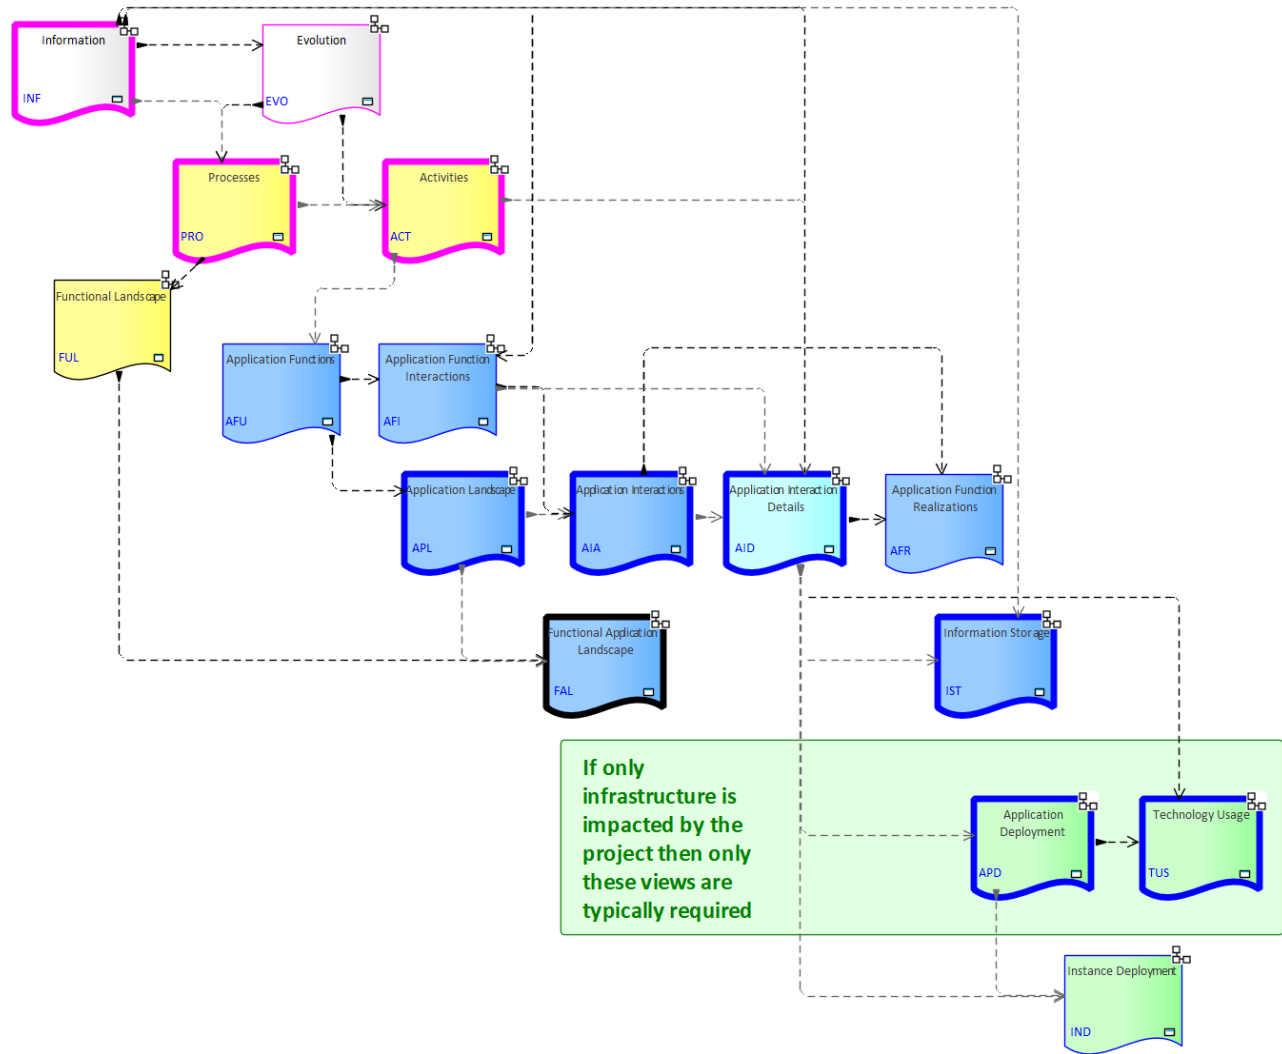 Information
INF
Evolution
EVO
Processes
PRO
Activities
ACT
Functional Landscape
FUL
Application Functions
AFU
Application Function
Interactions
AFI
Application Landscape
APL
Application Interactions
AIA
Application Interaction
Details
AID
Application Function
Realizations
AFR
Functional Application
Landscape
FAL
Information Storage
IST
If only
infrastructure is
impacted by the
project then only
these views are
typically required
Application
Deployment
APD
Technology Usage
TUS
Instance Deployment
IND